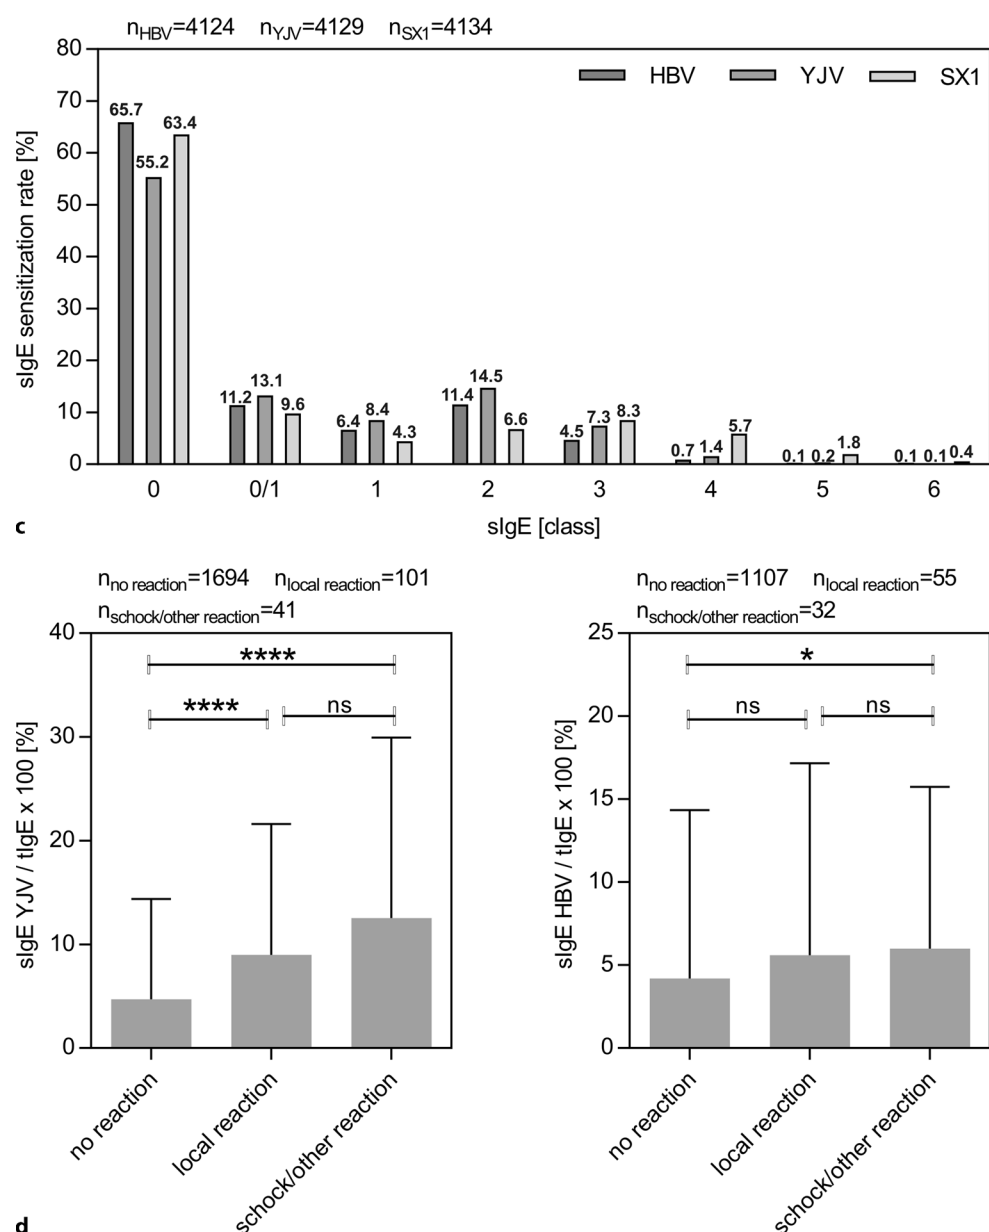 nHBV=4124 nYJV=4129 nSX1=4134
80
HBV YJV SX1
70
65.7 63.4
60
55.2
50
40
30
20
10
0
sIgE sensitization rate [%]
11.2 13.1 9.6
6.4 8.4 4.3
11.4 14.5 6.6
4.5 7.3 8.3
0.7 1.4 5.7
0.1 0.2 1.8
0.1 0.1 0.4
0 0/1 1 2 3 4 5 6
c
sIgE [class]
nno reaction=1694 nlocal reaction=101
nschock/other reaction=41
40
30
20
10
0
sIgE YJV / tIgE x 100 [%]
****
**** ns
no reaction
local reaction
schock/other reaction
nno reaction=1107 nlocal reaction=55
nschock/other reaction=32
25
20
15
10
5
0
sIgE HBV / tIgE x 100 [%]
*
ns ns
no reaction
local reaction
schock/other reaction
d